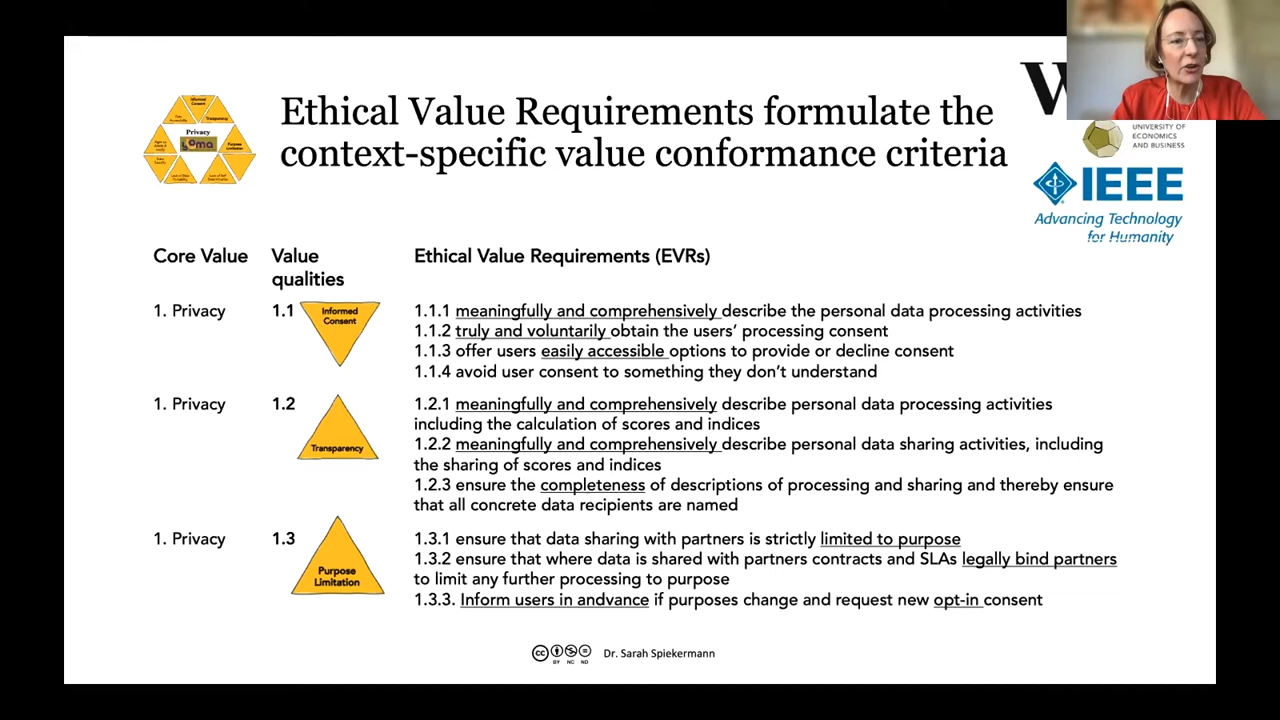 Ethical Value Requirements formulate the
context-specific value conformance criteria
Informed
Consent
Transparency
Privacy
Yoma
Purpose
Limitation
W
UNIVERSITY OF
ECONOMICS
AND BUSINESS
IEEE
Advancing Technology
for Humanity
Core Value
Value
qualities
Ethical Value Requirements (EVRs)
1. Privacy
1.1
Informed
Consent
1.1.1 meaningfully and comprehensively describe the personal data processing activities
1.1.2 truly and voluntarily obtain the users’ processing consent
1.1.3 offer users easily accessible options to provide or decline consent
1.1.4 avoid user consent to something they don’t understand
1. Privacy
1.2
Transparency
1.2.1 meaningfully and comprehensively describe personal data processing activities
including the calculation of scores and indices
1.2.2 meaningfully and comprehensively describe personal data sharing activities, including
the sharing of scores and indices
1.2.3 ensure the completeness of descriptions of processing and sharing and thereby ensure
that all concrete data recipients are named
1. Privacy
1.3
Purpose
Limitation
1.3.1 ensure that data sharing with partners is strictly limited to purpose
1.3.2 ensure that where data is shared with partners contracts and SLAs legally bind partners
to limit any further processing to purpose
1.3.3. Inform users in andvance if purposes change and request new opt-in consent
cc
BY NC ND
Dr. Sarah Spiekermann